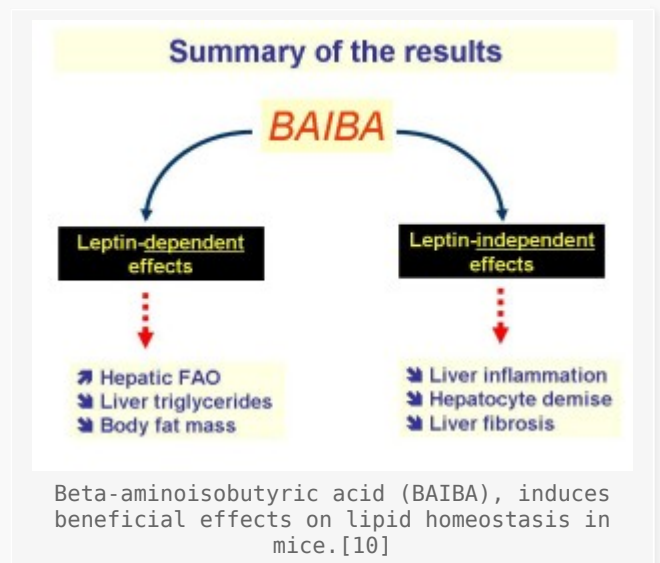 Summary of the results
BAIBA
Leptin-dependent
effects
Leptin-independent
effects
Hepatic FAO
Liver triglycerides
Body fat mass
Liver inflammation
Hepatocyte demise
Liver fibrosis
Beta-aminoisobutyric acid (BAIBA), induces
beneficial effects on lipid homeostasis in
mice.[10]